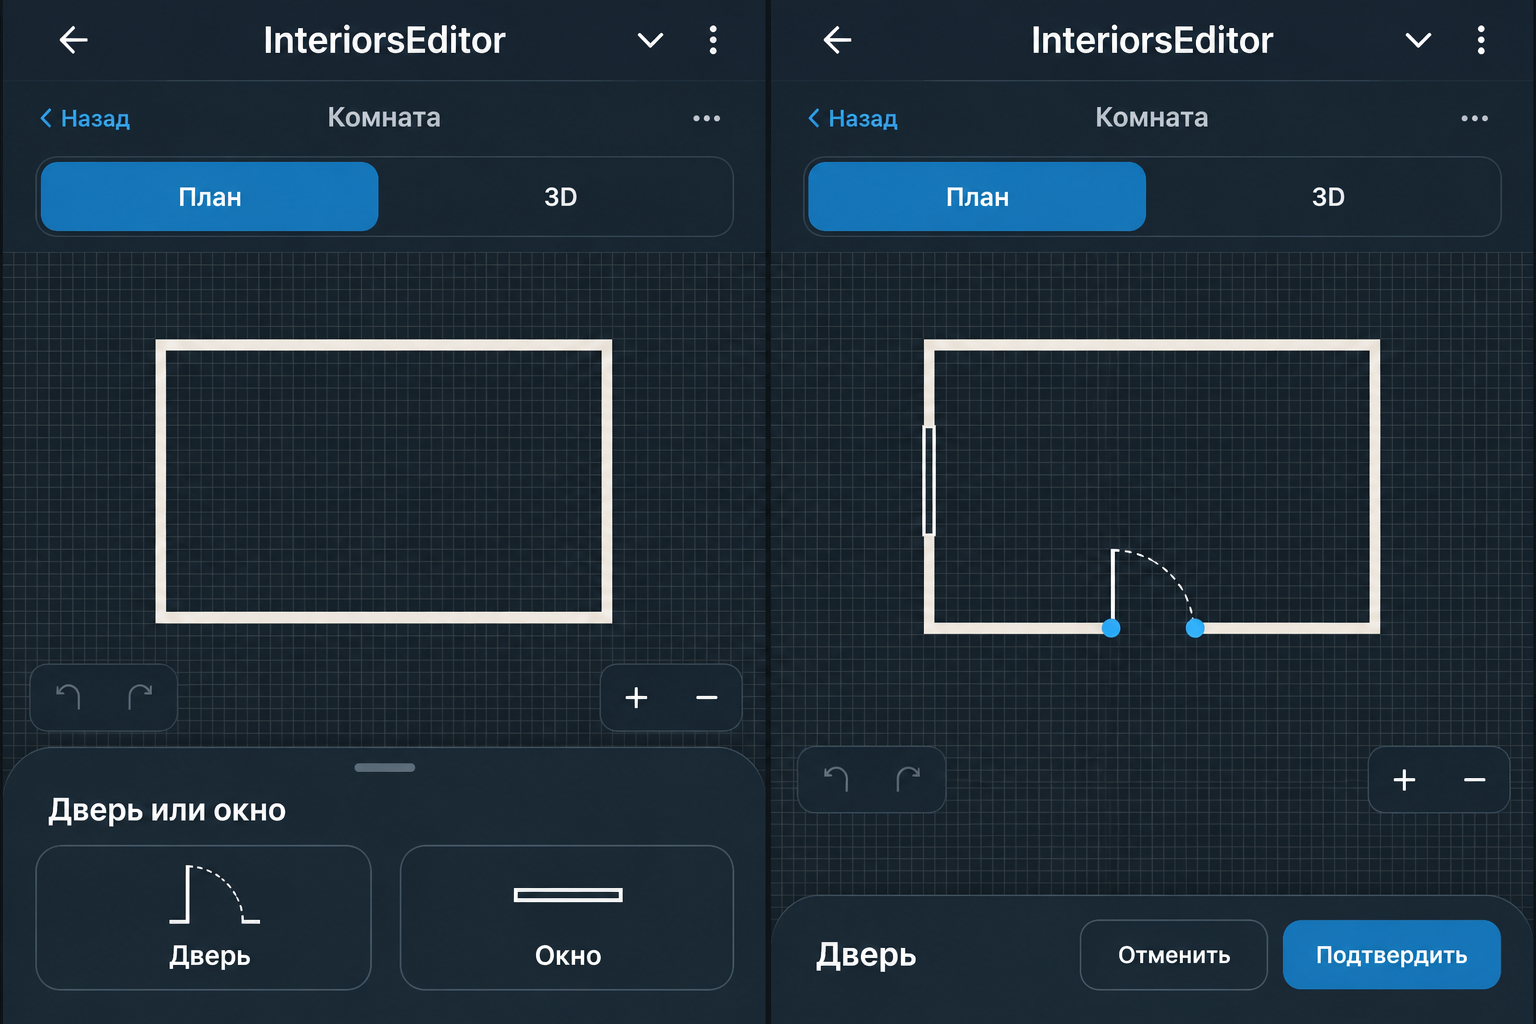 InteriorsEditor
Назад
Комната
План
3D
Дверь или окно
Дверь
Окно
InteriorsEditor
Назад
Комната
План
3D
Дверь
Отменить
Подтвердить